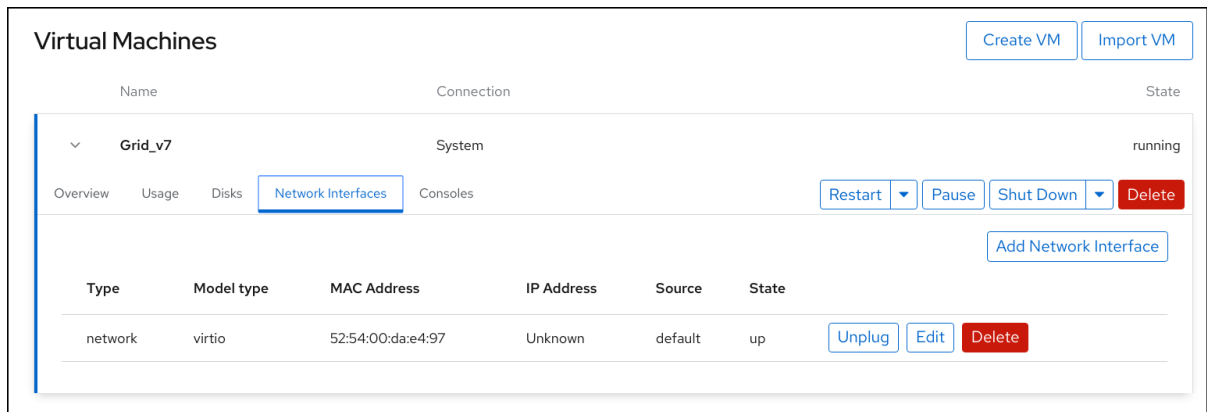 Virtual Machines Create VM Import VM
Name Connection State
Grid_v7 System running
Overview Usage Disks Network Interfaces Consoles Restart Pause Shut Down Delete
Add Network Interface
Type Model type MAC Address IP Address Source State
network virtio 52:54:00:da:e4:97 Unknown default up Unplug Edit Delete